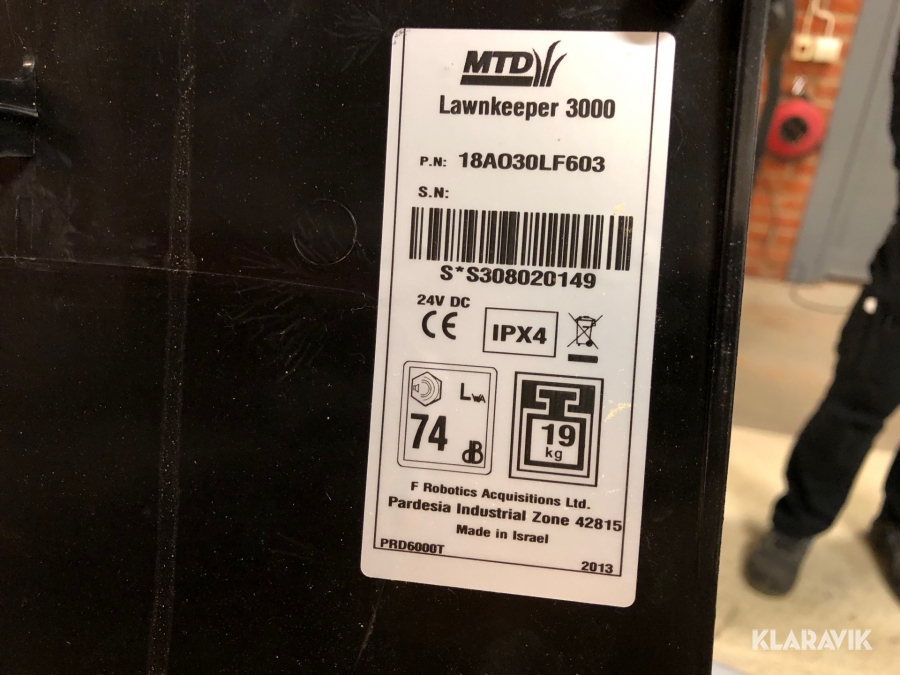 MTD
Lawnkeeper 3000
P.N: 18AO30LF603
S.N:
S*S308020149
24V DC
CE
IPX4
LWA
74
dB
19
kg
F Robotics Acquisitions Ltd.
Pardesia Industrial Zone 42815
Made in Israel
PRD6000T
2013
KLARAVIK